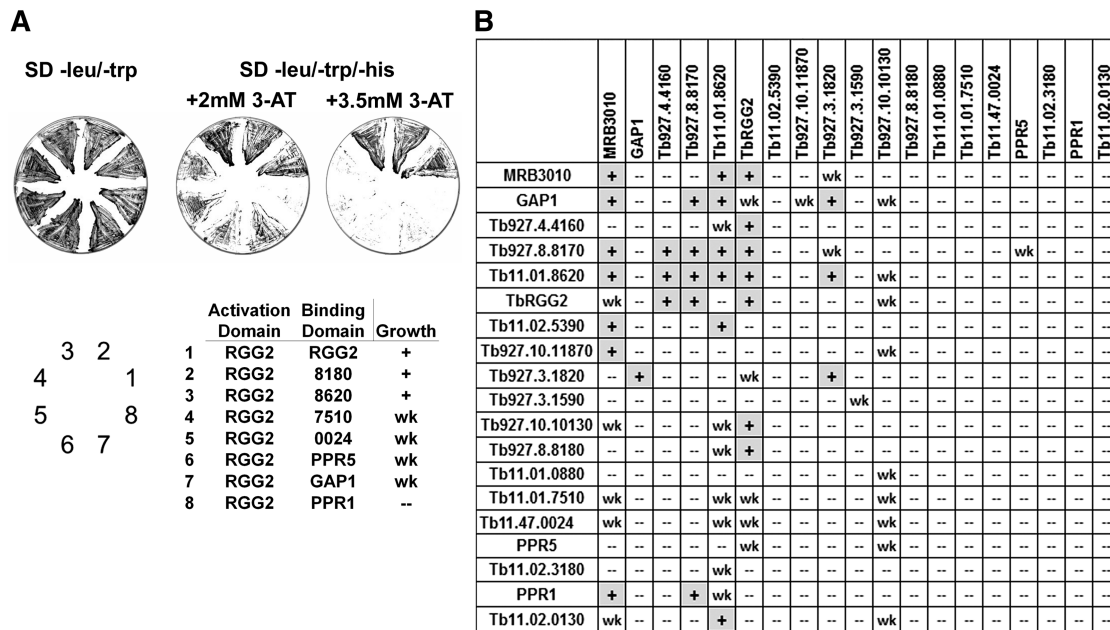 A
SD -leu/-trp
SD -leu/-trp/-his
+2mM 3-AT +3.5mM 3-AT
3 2
4 1
5 8
6 7
Activation Domain Binding Domain Growth
1 RGG2 RGG2 +
2 RGG2 8180 +
3 RGG2 8620 +
4 RGG2 7510 wk
5 RGG2 0024 wk
6 RGG2 PPR5 wk
7 RGG2 GAP1 wk
8 RGG2 PPR1 --
B
MRB3010 GAP1 Tb927.4.4160 Tb927.8.8170 Tb11.01.8620 TbRGG2 Tb11.02.5390 Tb927.10.11870 Tb927.3.1820 Tb927.3.1590 Tb927.10.10130 Tb927.8.8180 Tb11.01.0880 Tb11.01.7510 Tb11.47.0024 PPR5 Tb11.02.3180 PPR1 Tb11.02.0130
MRB3010 + -- -- -- + + -- -- wk -- -- -- -- -- -- -- -- -- --
GAP1 + -- -- + + wk -- wk + -- wk -- -- -- -- -- -- -- --
Tb927.4.4160 -- -- -- -- wk + -- -- -- -- -- -- -- -- -- -- -- -- --
Tb927.8.8170 + -- + + + + -- -- wk -- -- -- -- -- -- wk -- -- --
Tb11.01.8620 + -- + + + + -- -- + -- wk -- -- -- -- -- -- -- --
TbRGG2 wk -- + + -- + -- -- -- -- wk -- -- -- -- -- -- -- --
Tb11.02.5390 + -- -- -- + -- -- -- -- -- -- -- -- -- -- -- -- -- --
Tb927.10.11870 + -- -- -- -- -- -- -- -- -- wk -- -- -- -- -- -- -- --
Tb927.3.1820 -- + -- -- -- wk -- -- + -- -- -- -- -- -- -- -- -- --
Tb927.3.1590 -- -- -- -- -- -- -- -- -- wk -- -- -- -- -- -- -- -- --
Tb927.10.10130 wk -- -- -- wk + -- -- -- -- -- -- -- -- -- -- -- -- --
Tb927.8.8180 -- -- -- -- wk + -- -- -- -- -- -- -- -- -- -- -- -- --
Tb11.01.0880 -- -- -- -- -- -- -- -- -- -- wk -- -- -- -- -- -- -- --
Tb11.01.7510 wk -- -- -- wk wk -- -- -- -- wk -- -- -- -- -- -- -- --
Tb11.47.0024 wk -- -- -- wk wk -- -- -- -- wk -- -- -- -- -- -- -- --
PPR5 -- -- -- -- -- wk -- -- -- -- wk -- -- -- -- -- -- -- --
Tb11.02.3180 -- -- -- -- wk -- -- -- -- -- -- -- -- -- -- -- -- -- --
PPR1 + -- -- + wk -- -- -- -- -- -- -- -- -- -- -- -- -- --
Tb11.02.0130 wk -- -- -- + -- -- -- -- -- wk -- -- -- -- -- -- -- --